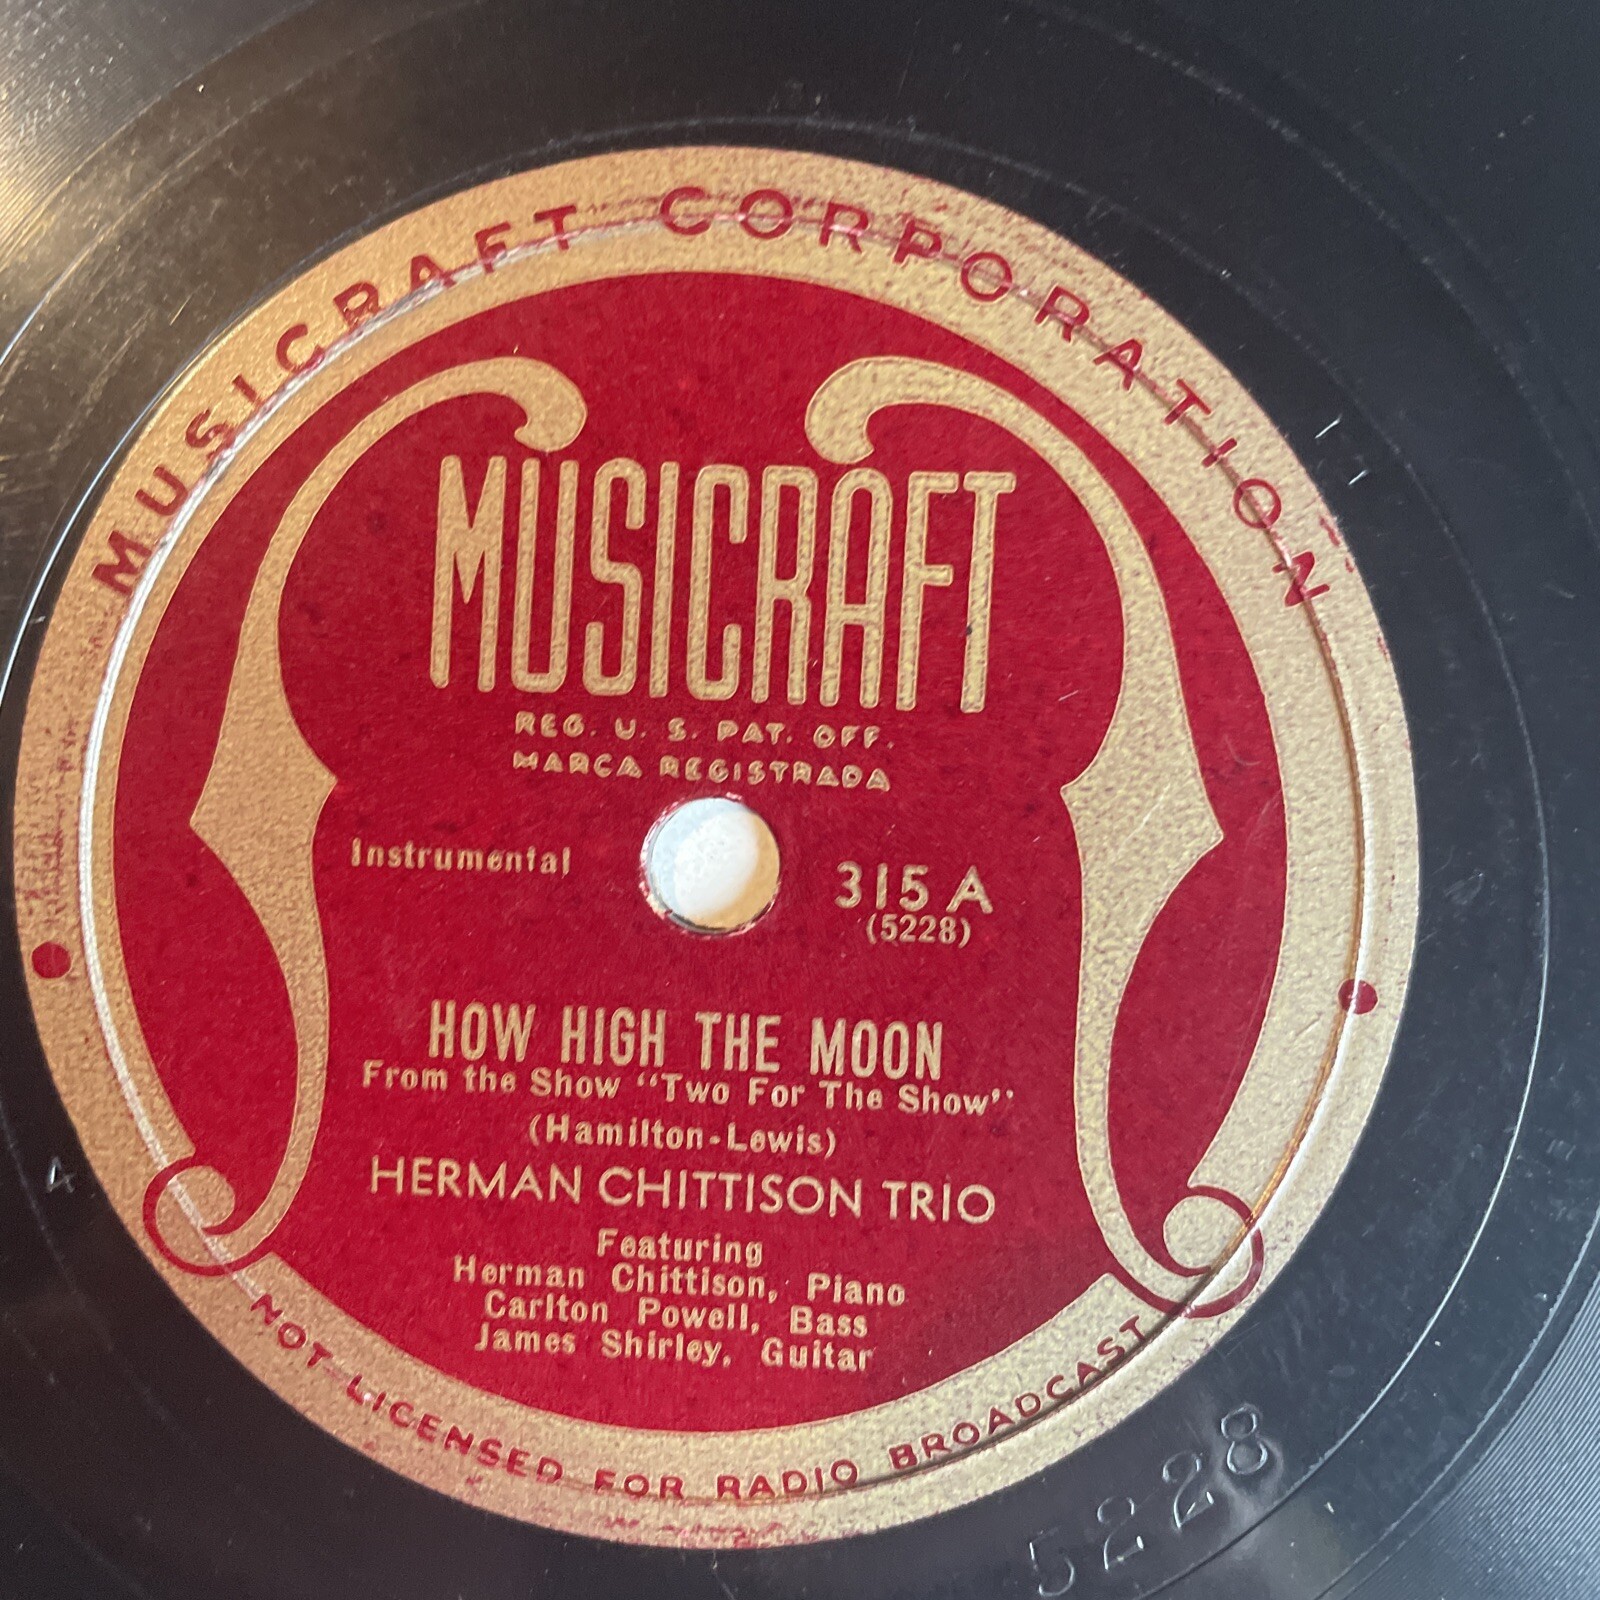 MUSICRAFT CORPORATION
MUSICRAFT
REG. U. S. PAT. OFF.
MARCA REGISTRADA
Instrumental
315 A
(5228)
HOW HIGH THE MOON
From the Show "Two For The Show"
(Hamilton-Lewis)
HERMAN CHITTISON TRIO
Featuring
Herman Chittison, Piano
Carlton Powell, Bass
James Shirley, Guitar
NOT LICENSED FOR RADIO BROADCAST
5228
4